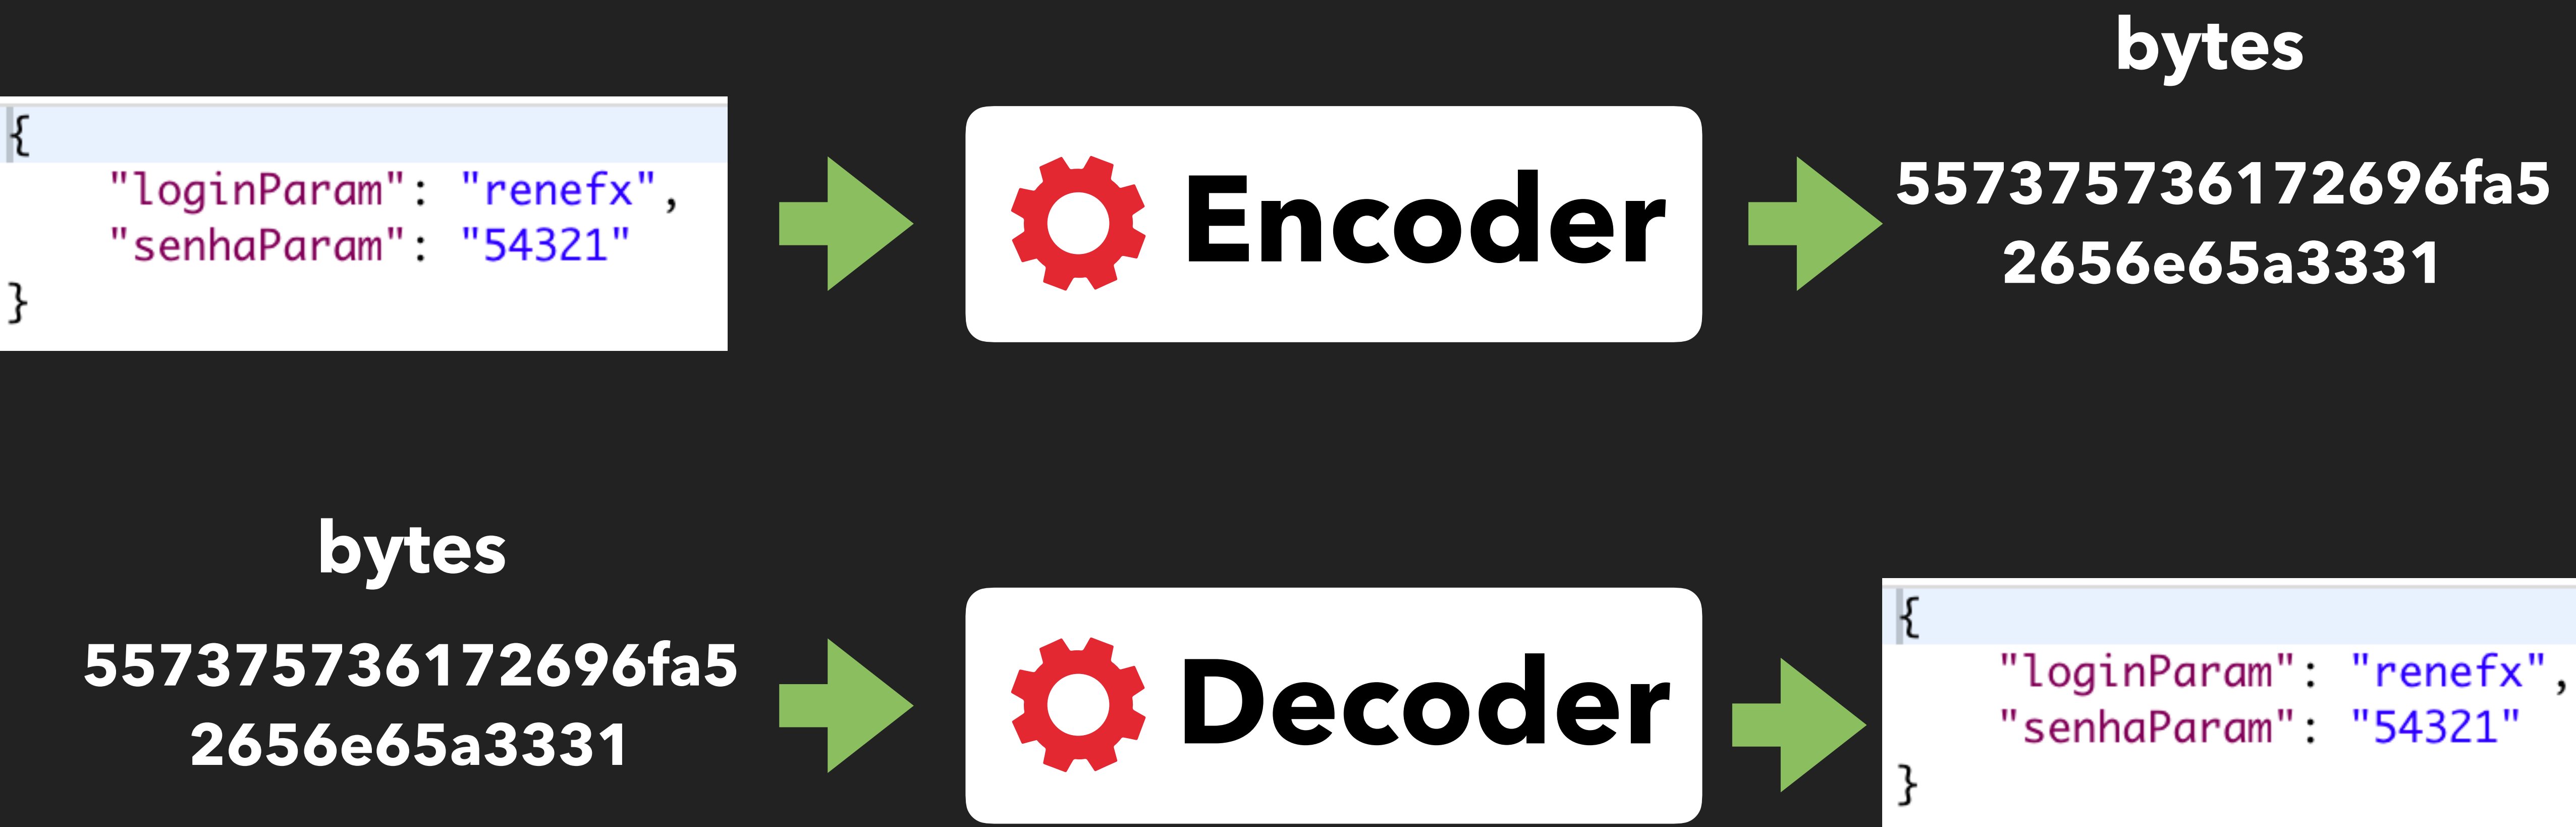 bytes
{
"loginParam": "renefx",
"senhaParam": "54321"
}
Encoder
557375736172696fa5
2656e65a3331
bytes
557375736172696fa5
2656e65a3331
Decoder
{
"loginParam": "renefx",
"senhaParam": "54321"
}